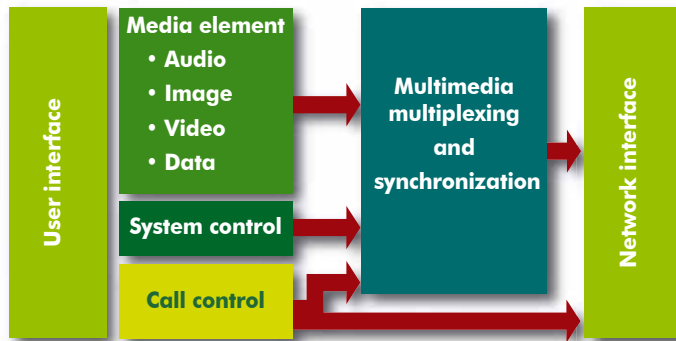 User interface
Media element
• Audio
• Image
• Video
• Data
System control
Call control
Multimedia
multiplexing
and
synchronization
Network interface